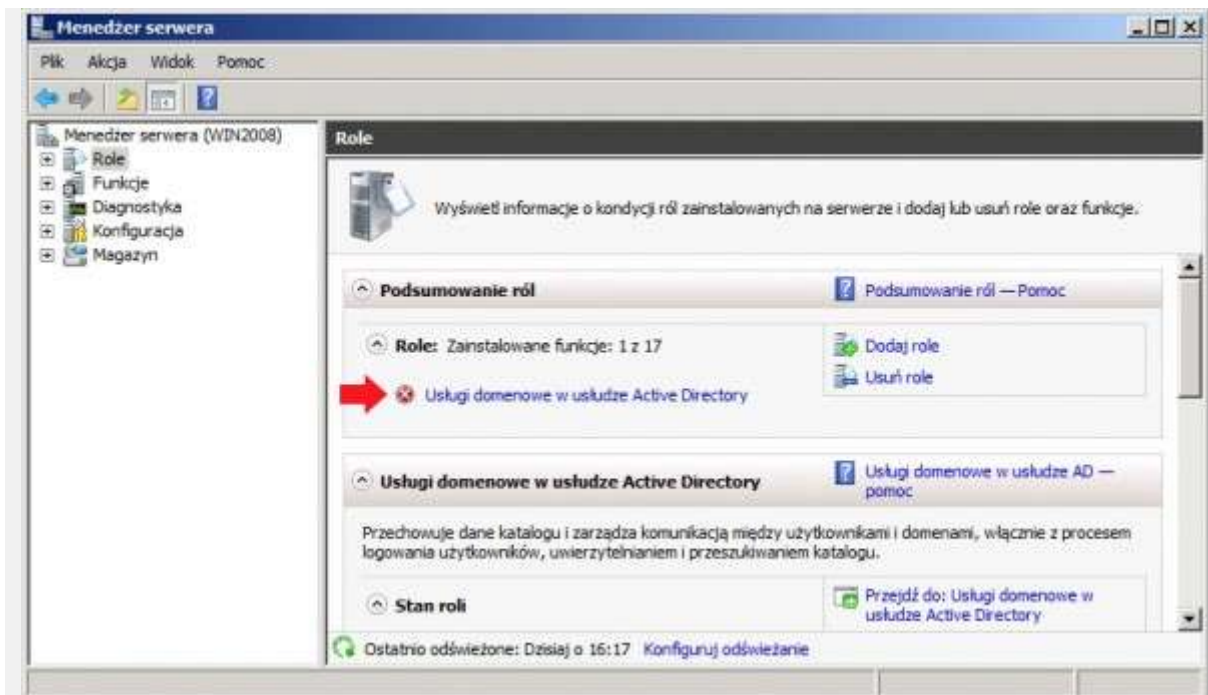 Menedżer serwera
Plik Akcja Widok Pomoc
Menedżer serwera (WIN2008)
Role
Funkcje
Diagnostyka
Konfiguracja
Magazyn
Role
Wyświetl informacje o kondycji ról zainstalowanych na serwerze i dodaj lub usuń role oraz funkcje.
Podsumowanie ról
Podsumowanie ról — Pomoc
Role: Zainstalowane funkcje: 1 z 17
Dodaj role
Usuń role
Usługi domenowe w usłudze Active Directory
Usługi domenowe w usłudze Active Directory
Usługi domenowe w usłudze AD —
pomoc
Przechowuje dane katalogu i zarządza komunikacją między użytkownikami i domenami, włącznie z procesem
logowania użytkowników, uwierzytelnianiem i przeszukiwaniem katalogu.
Stan roli
Przejdź do: Usługi domenowe w
usłudze Active Directory
Ostatnio odświeżone: Dzisiaj o 16:17 Konfiguruj odświeżanie